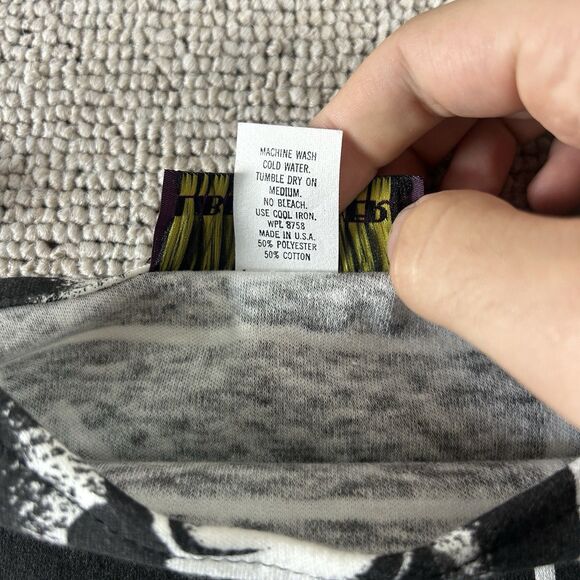 MACHINE WASH
COLD WATER.
TUMBLE DRY ON
MEDIUM.
NO BLEACH.
USE COOL IRON.
WPL 8758
MADE IN U.S.A.
50% POLYESTER
50% COTTON